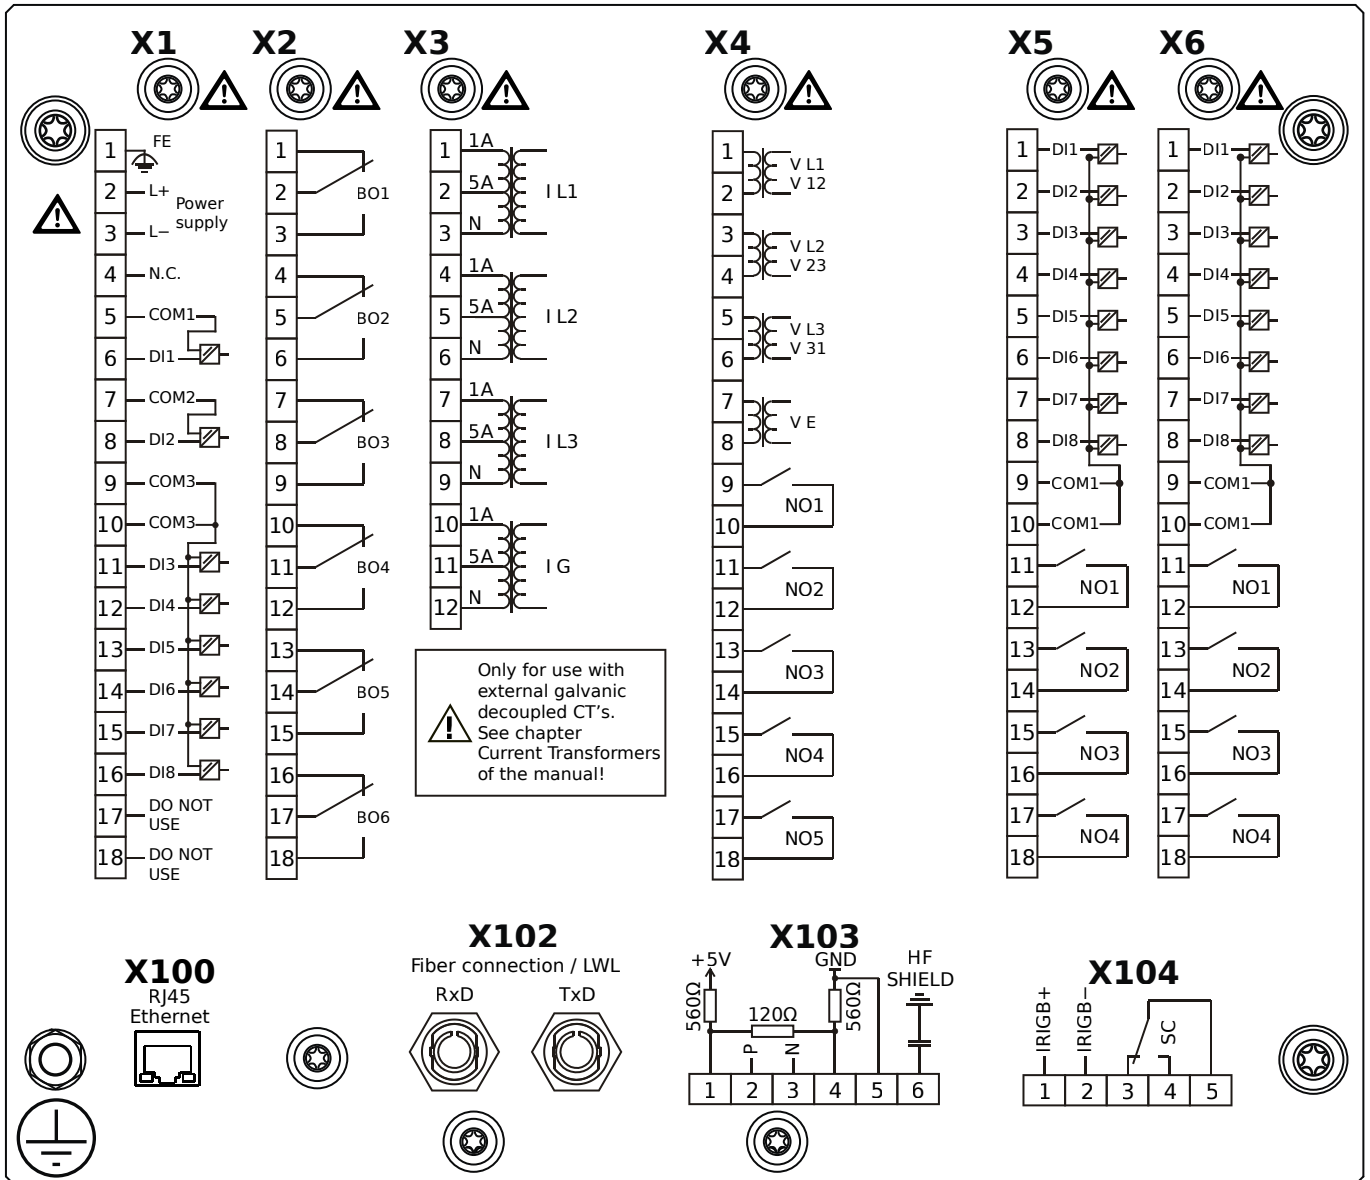 X1 X2 X3 X4 X5 X6
1 FE
2 L+
Power
supply
3 L−
4 N.C.
5 COM1
6 DI1
7 COM2
8 DI2
9 COM3
10 COM3
11 DI3
12 DI4
13 DI5
14 DI6
15 DI7
16 DI8
17 DO NOT
USE
18 DO NOT
USE
1
2 BO1
3
4
5 BO2
6
7
8 BO3
9
10
11 BO4
12
13
14 BO5
15
16
17 BO6
18
1 1A
2 5A I L1
3 N
4 1A
5 5A I L2
6 N
7 1A
8 5A I L3
9 N
10 1A
11 5A I G
12 N
Only for use with
external galvanic
decoupled CT's.
See chapter
Current Transformers
of the manual!
1 V L1
2 V 12
3 V L2
4 V 23
5 V L3
6 V 31
7 V E
8
9
NO1
10
11
NO2
12
13
NO3
14
15
NO4
16
17
NO5
18
1 DI1
2 DI2
3 DI3
4 DI4
5 DI5
6 DI6
7 DI7
8 DI8
9 COM1
10 COM1
11
NO1
12
13
NO2
14
15
NO3
16
17
NO4
18
1 DI1
2 DI2
3 DI3
4 DI4
5 DI5
6 DI6
7 DI7
8 DI8
9 COM1
10 COM1
11
NO1
12
13
NO2
14
15
NO3
16
17
NO4
18
X100
RJ45
Ethernet
X102
Fiber connection / LWL
RxD TxD
X103
+5V GND HF
SHIELD
560Ω 120Ω 560Ω
P N
1 2 3 4 5 6
X104
IRIGB+ IRIGB− SC
1 2 3 4 5